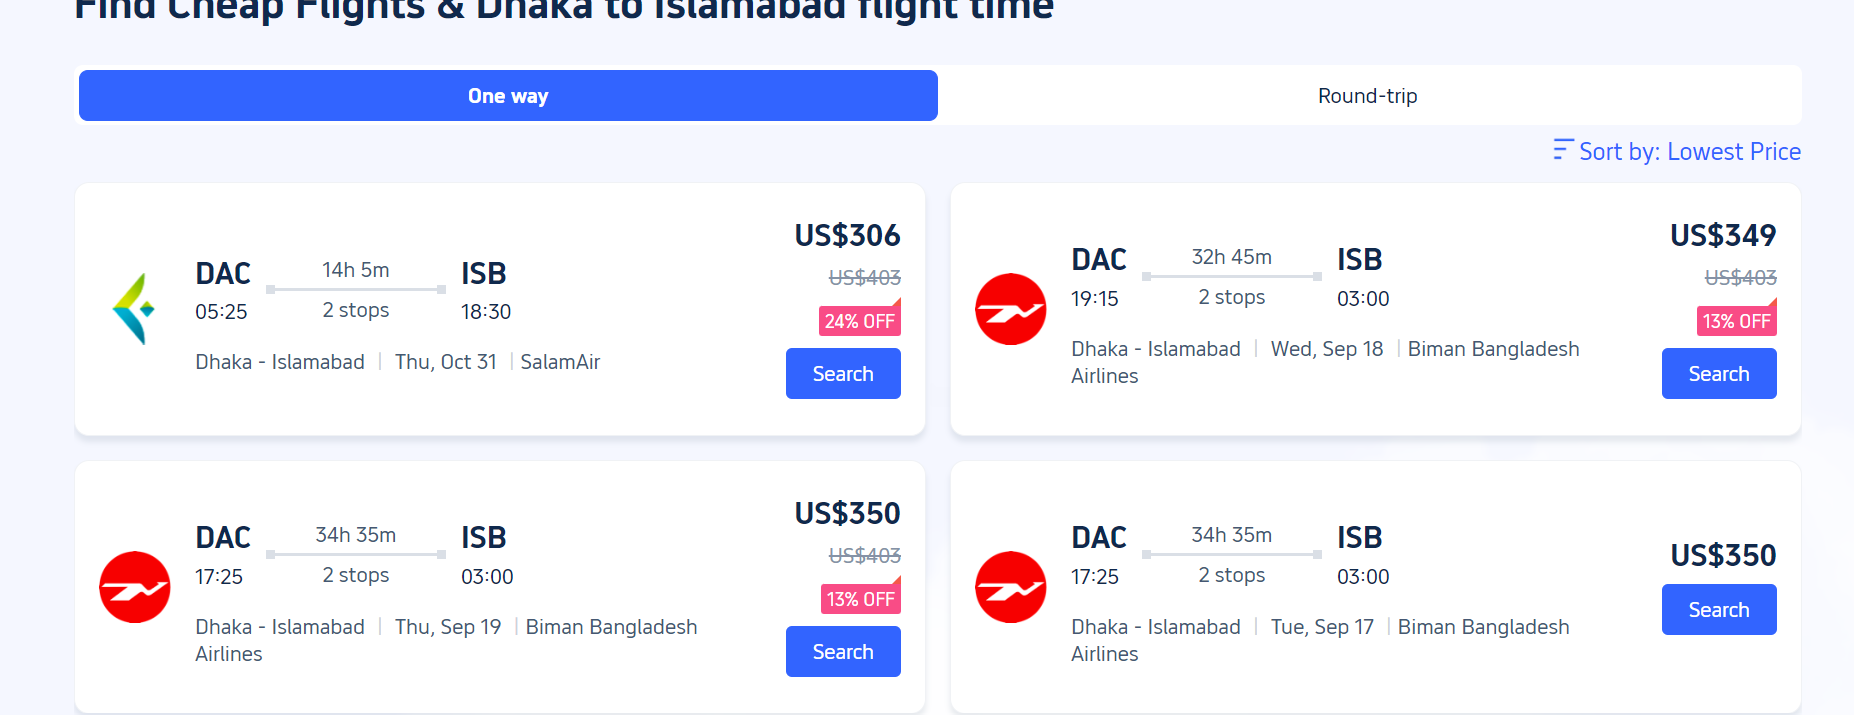 Find Cheap Flights & Dhaka to Islamabad flight time
One way
Round-trip
Sort by: Lowest Price
DAC
05:25
14h 5m
2 stops
ISB
18:30
Dhaka - Islamabad | Thu, Oct 31 | SalamAir
US$306
US$403
24% OFF
Search
DAC
19:15
32h 45m
2 stops
ISB
03:00
Dhaka - Islamabad | Wed, Sep 18 | Biman Bangladesh
Airlines
US$349
US$403
13% OFF
Search
DAC
17:25
34h 35m
2 stops
ISB
03:00
Dhaka - Islamabad | Thu, Sep 19 | Biman Bangladesh
Airlines
US$350
US$403
13% OFF
Search
DAC
17:25
34h 35m
2 stops
ISB
03:00
Dhaka - Islamabad | Tue, Sep 17 | Biman Bangladesh
Airlines
US$350
Search